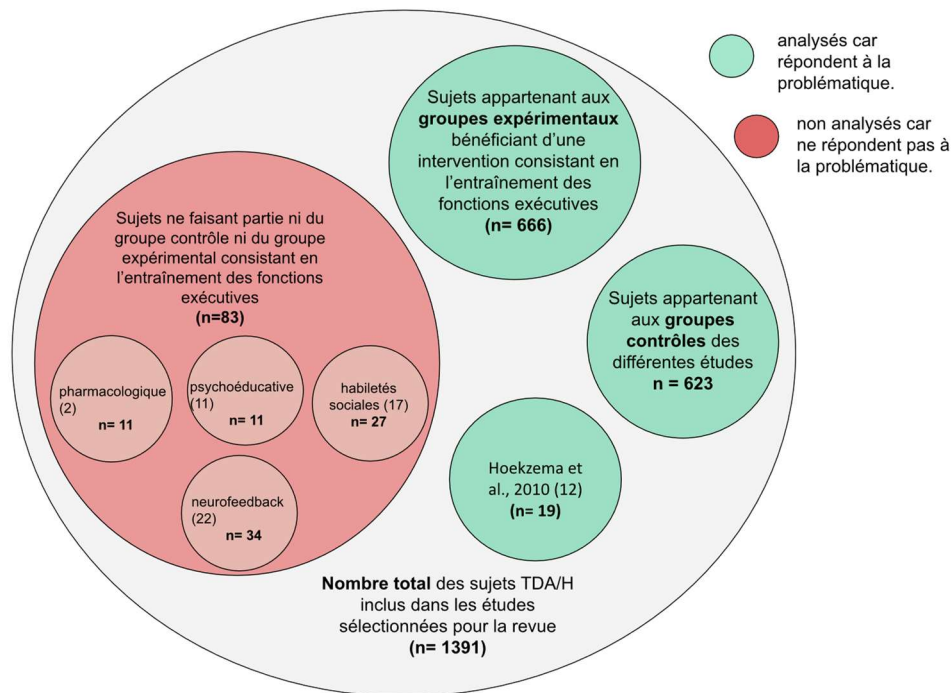 analysés car
répondent à la
problématique.
non analysés car
ne répondent pas à
la problématique.
Sujets appartenant aux
groupes expérimentaux
bénéficiant d'une
intervention consistant en
l'entraînement des
fonctions exécutives
(n= 666)
Sujets ne faisant partie ni du
groupe contrôle ni du groupe
expérimental consistant en
l'entraînement des fonctions
exécutives
(n=83)
pharmacologique
(2)
n= 11
psychoéducative
(11)
n= 11
habiletés
sociales (17)
n= 27
neurofeedback
(22)
n= 34
Sujets appartenant
aux groupes
contrôles des
différentes études
n = 623
Hoekzema et
al., 2010 (12)
(n= 19)
Nombre total des sujets TDA/H
inclus dans les études
sélectionnées pour la revue
(n= 1391)